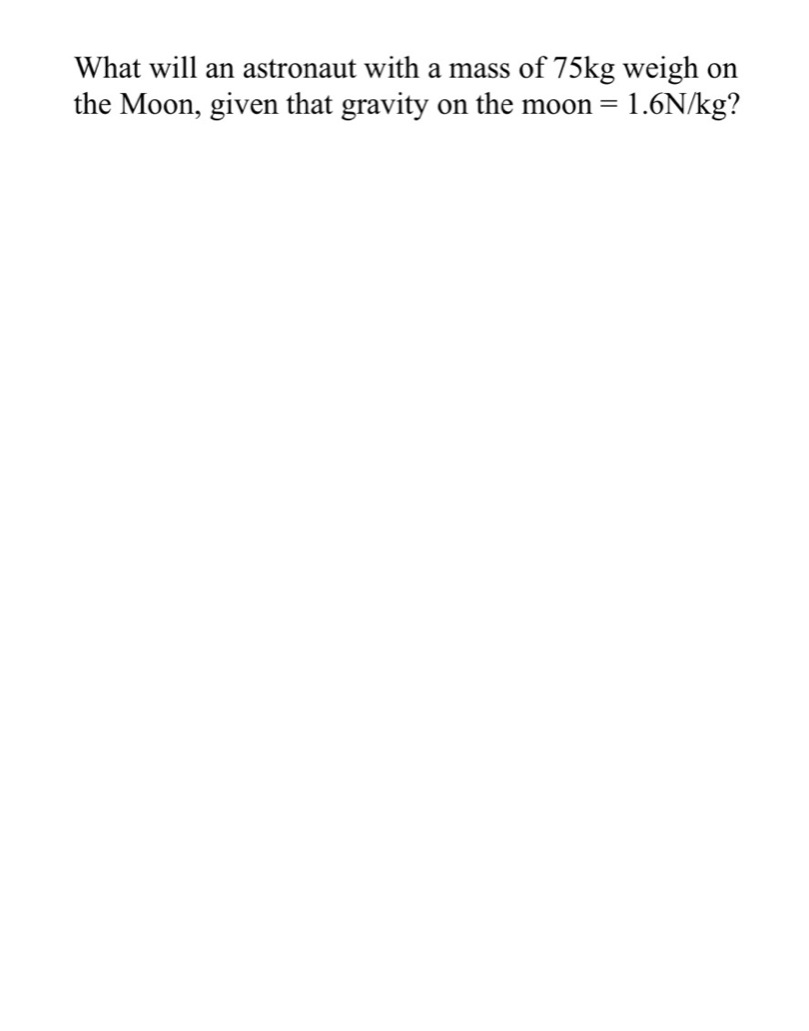 What will an astronaut with a mass of 75kg weigh on
the Moon, given that gravity on the moon = 1.6N/kg?